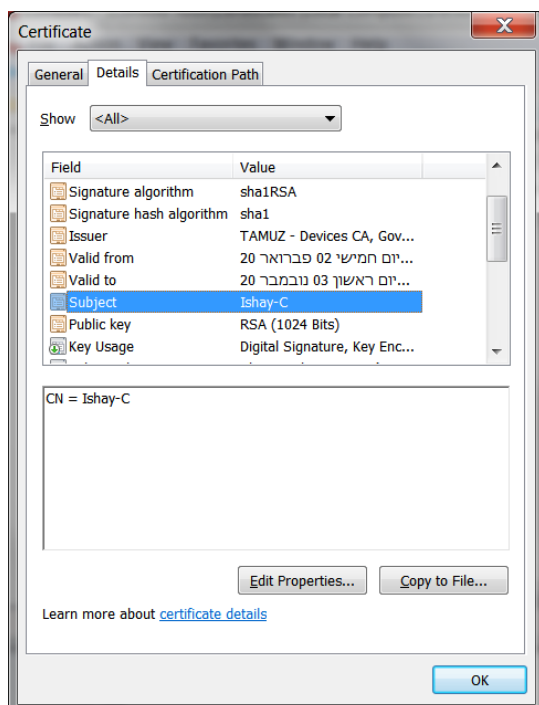 Certificate
General Details Certification Path
Show <All>
Field Value
Signature algorithm sha1RSA
Signature hash algorithm sha1
Issuer TAMUZ - Devices CA, Gov...
Valid from יום חמישי 02 פברואר 20...
Valid to יום ראשון 03 נובמבר 20...
Subject Ishay-C
Public key RSA (1024 Bits)
Key Usage Digital Signature, Key Enc...
CN = Ishay-C
Edit Properties... Copy to File...
Learn more about certificate details
OK